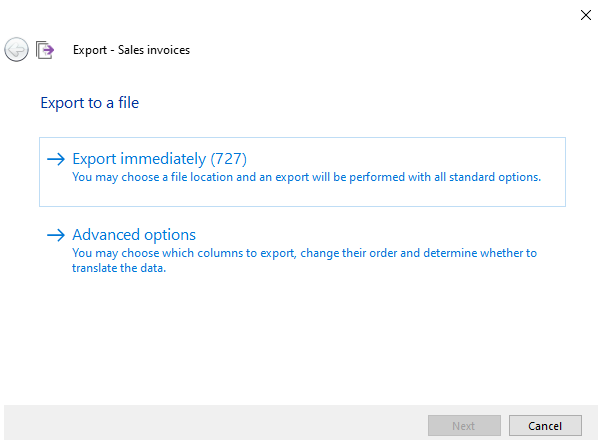 Export - Sales invoices
Export to a file
Export immediately (727)
You may choose a file location and an export will be performed with all standard options.
Advanced options
You may choose which columns to export, change their order and determine whether to
translate the data.
Next
Cancel